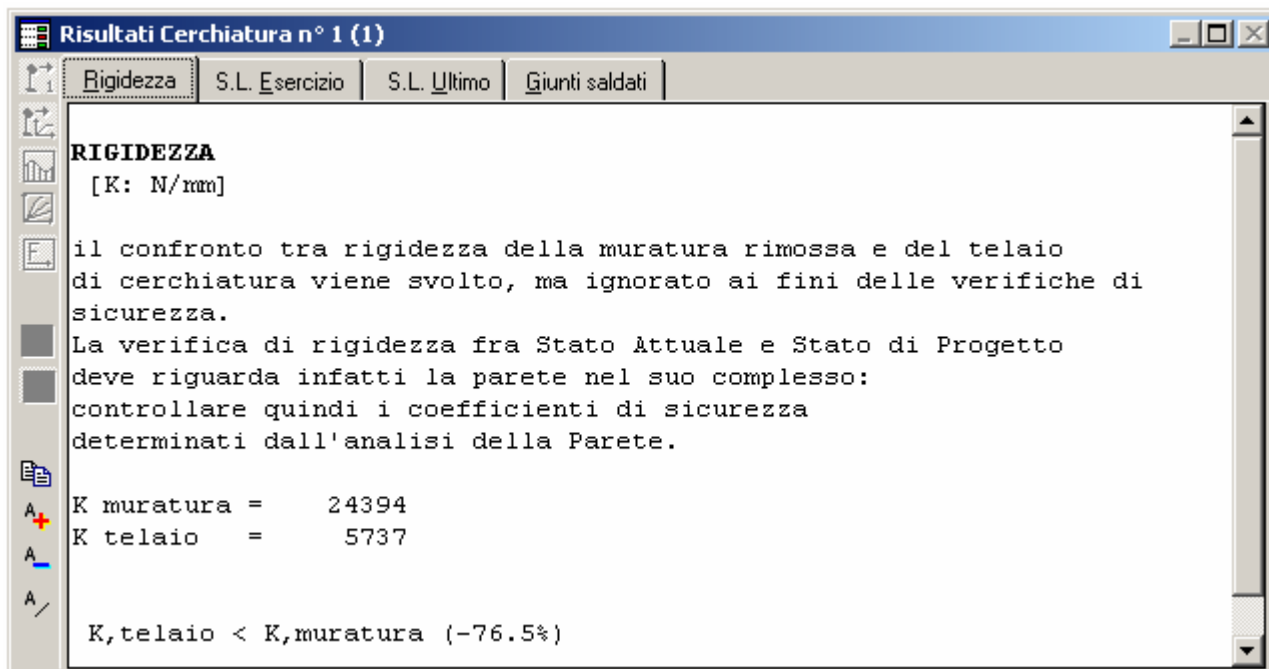 Risultati Cerchiatura n° 1 (1)
Rigidezza S.L. Esercizio S.L. Ultimo Giunti saldati
RIGIDEZZA
[K: N/mm]
il confronto tra rigidezza della muratura rimossa e del telaio
di cerchiatura viene svolto, ma ignorato ai fini delle verifiche di
sicurezza.
La verifica di rigidezza fra Stato Attuale e Stato di Progetto
deve riguarda infatti la parete nel suo complesso:
controllare quindi i coefficienti di sicurezza
determinati dall'analisi della Parete.
K muratura = 24394
K telaio = 5737
K,telaio < K,muratura (-76.5%)